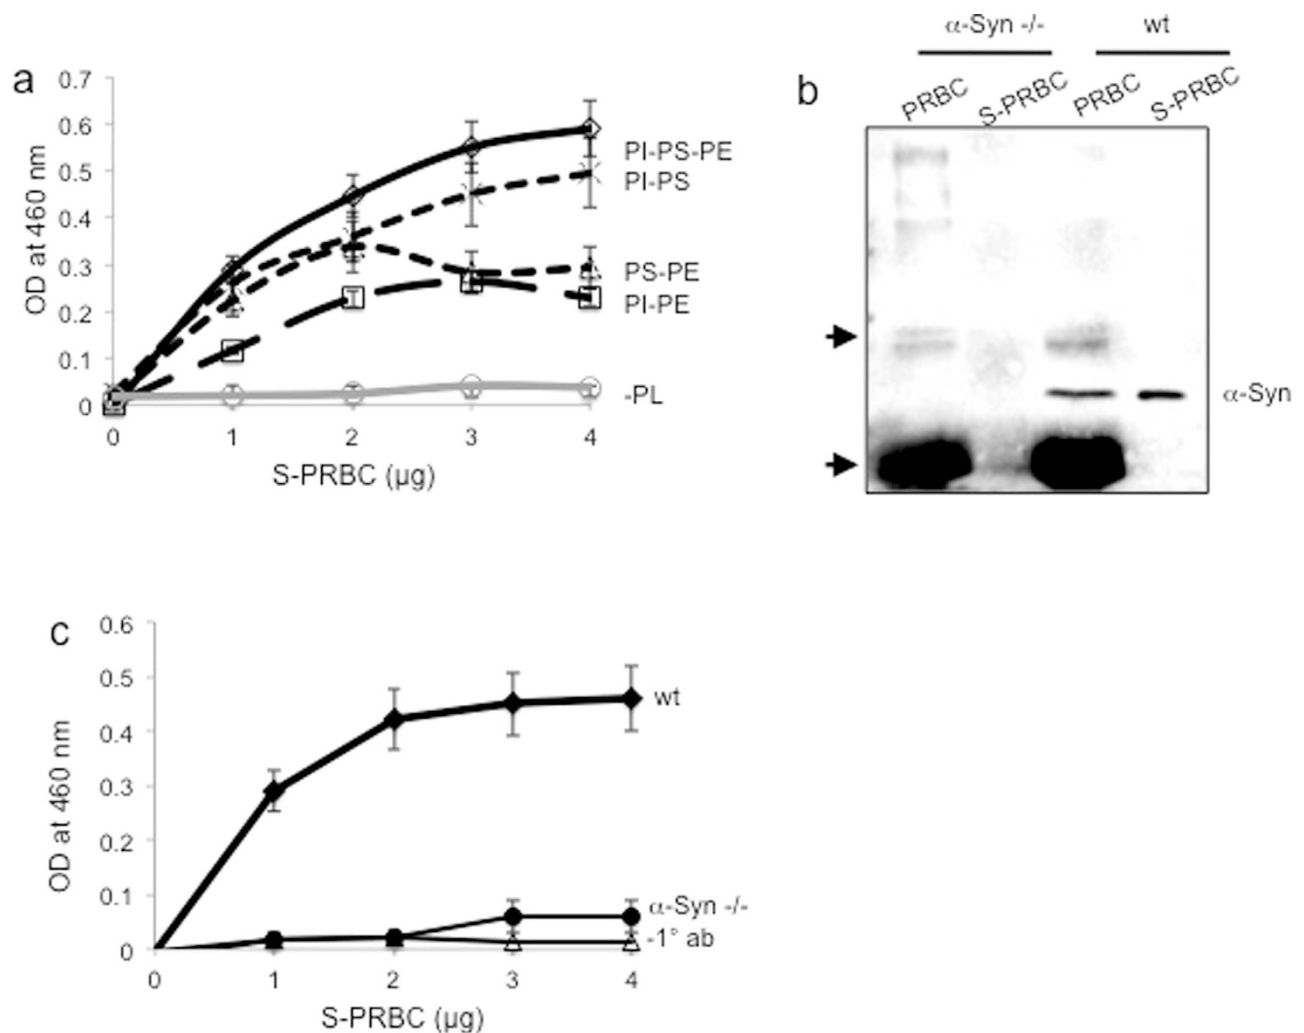 a
0.7
0.6
0.5
0.4
0.3
0.2
0.1
0
OD at 460 nm
0 1 2 3 4
S-PRBC (µg)
PI-PS-PE
PI-PS
PS-PE
PI-PE
-PL
b
α-Syn -/- wt
PRBC S-PRBC PRBC S-PRBC
α-Syn
c
0.6
0.5
0.4
0.3
0.2
0.1
0
OD at 460 nm
0 1 2 3 4
S-PRBC (µg)
wt
α-Syn -/-
-1° ab